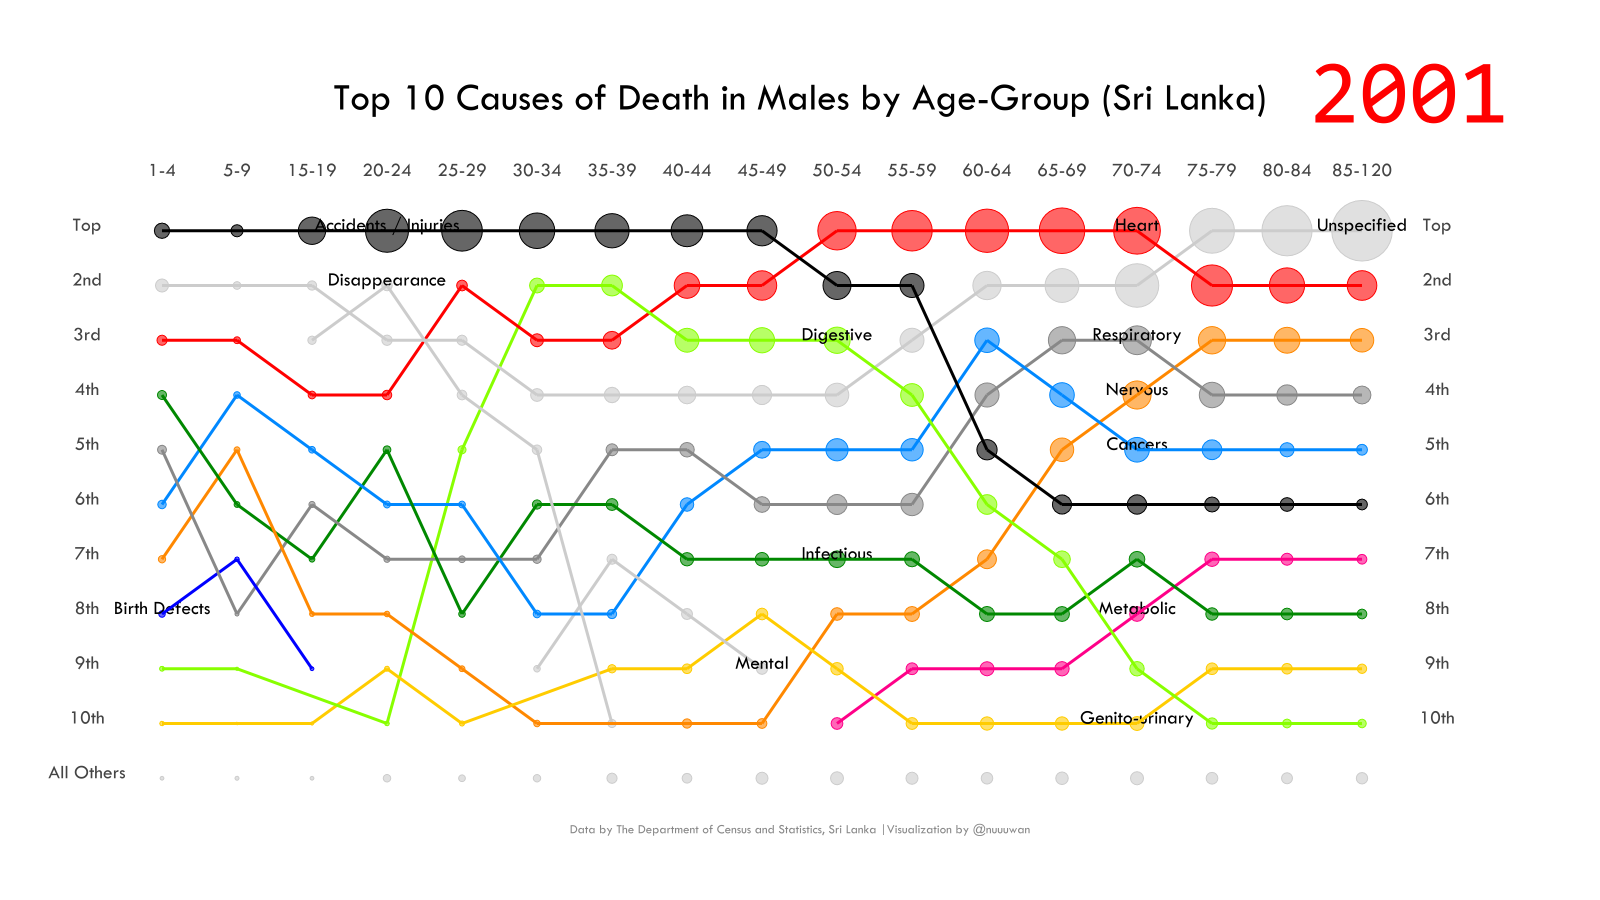 Top 10 Causes of Death in Males by Age-Group (Sri Lanka)
2001
1-4 5-9 15-19 20-24 25-29 30-34 35-39 40-44 45-49 50-54 55-59 60-64 65-69 70-74 75-79 80-84 85-120
Top Accidents / Injuries Heart Unspecified Top
2nd Disappearance 2nd
3rd Digestive Respiratory 3rd
4th Nervous 4th
5th Cancers 5th
6th 6th
7th Infectious 7th
8th Birth Defects Metabolic 8th
9th Mental 9th
10th Genito-urinary 10th
All Others
Data by The Department of Census and Statistics, Sri Lanka | Visualization by @nuuuwan